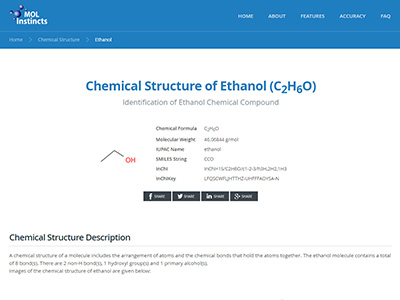 MOL
Instincts
HOME ABOUT FEATURES ACCURACY FAQ
Home > Chemical Structure > Ethanol
Chemical Structure of Ethanol (C2H6O)
Identification of Ethanol Chemical Compound
Chemical Formula C2H6O
Molecular Weight 46.06844 g/mol
IUPAC Name ethanol
SMILES String CCO
InChI InChI=1S/C2H6O/c1-2-3/h3H,2H2,1H3
InChIKey LFQSCWFLJHTTHZ-UHFFFAOYSA-N
OH
SHARE SHARE SHARE SHARE
Chemical Structure Description
A chemical structure of a molecule includes the arrangement of atoms and the chemical bonds that hold the atoms together. The ethanol molecule contains a total
of 8 bond(s). There are 2 non-H bond(s), 1 hydroxyl group(s) and 1 primary alcohol(s).
Images of the chemical structure of ethanol are given below: